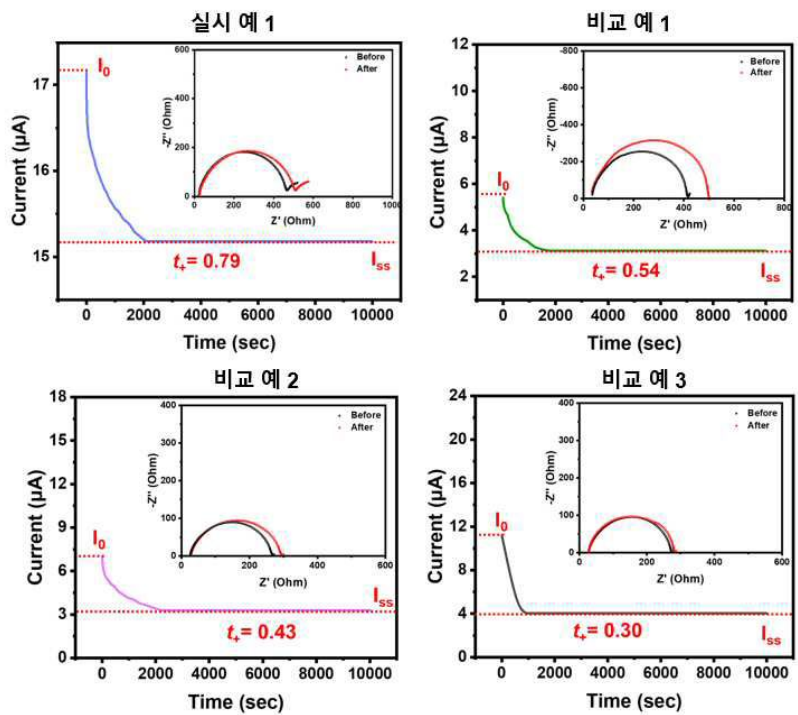 실시 예 1
Current (µA)
17
16
15
I0
600
400
200
0
-Z'' (Ohm)
Before
After
0 200 400 600 800 1000
Z' (Ohm)
t+ = 0.79
Iss
0 2000 4000 6000 8000 10000
Time (sec)
비교 예 1
Current (µA)
12
10
8
6
4
2
I0
-800
-600
-400
-200
0
-Z'' (Ohm)
Before
After
0 200 400 600 800
Z' (Ohm)
t+ = 0.54
Iss
0 2000 4000 6000 8000 10000
Time (sec)
비교 예 2
Current (µA)
18
15
12
9
6
3
0
I0
400
300
200
100
0
-Z'' (Ohm)
Before
After
0 200 400 600
Z' (Ohm)
Iss
t+ = 0.43
0 2000 4000 6000 8000 10000
Time (sec)
비교 예 3
Current (µA)
24
20
16
12
8
4
0
I0
400
300
200
100
0
-Z'' (Ohm)
Before
After
0 200 400 600
Z' (Ohm)
t+ = 0.30
Iss
0 2000 4000 6000 8000 10000
Time (sec)